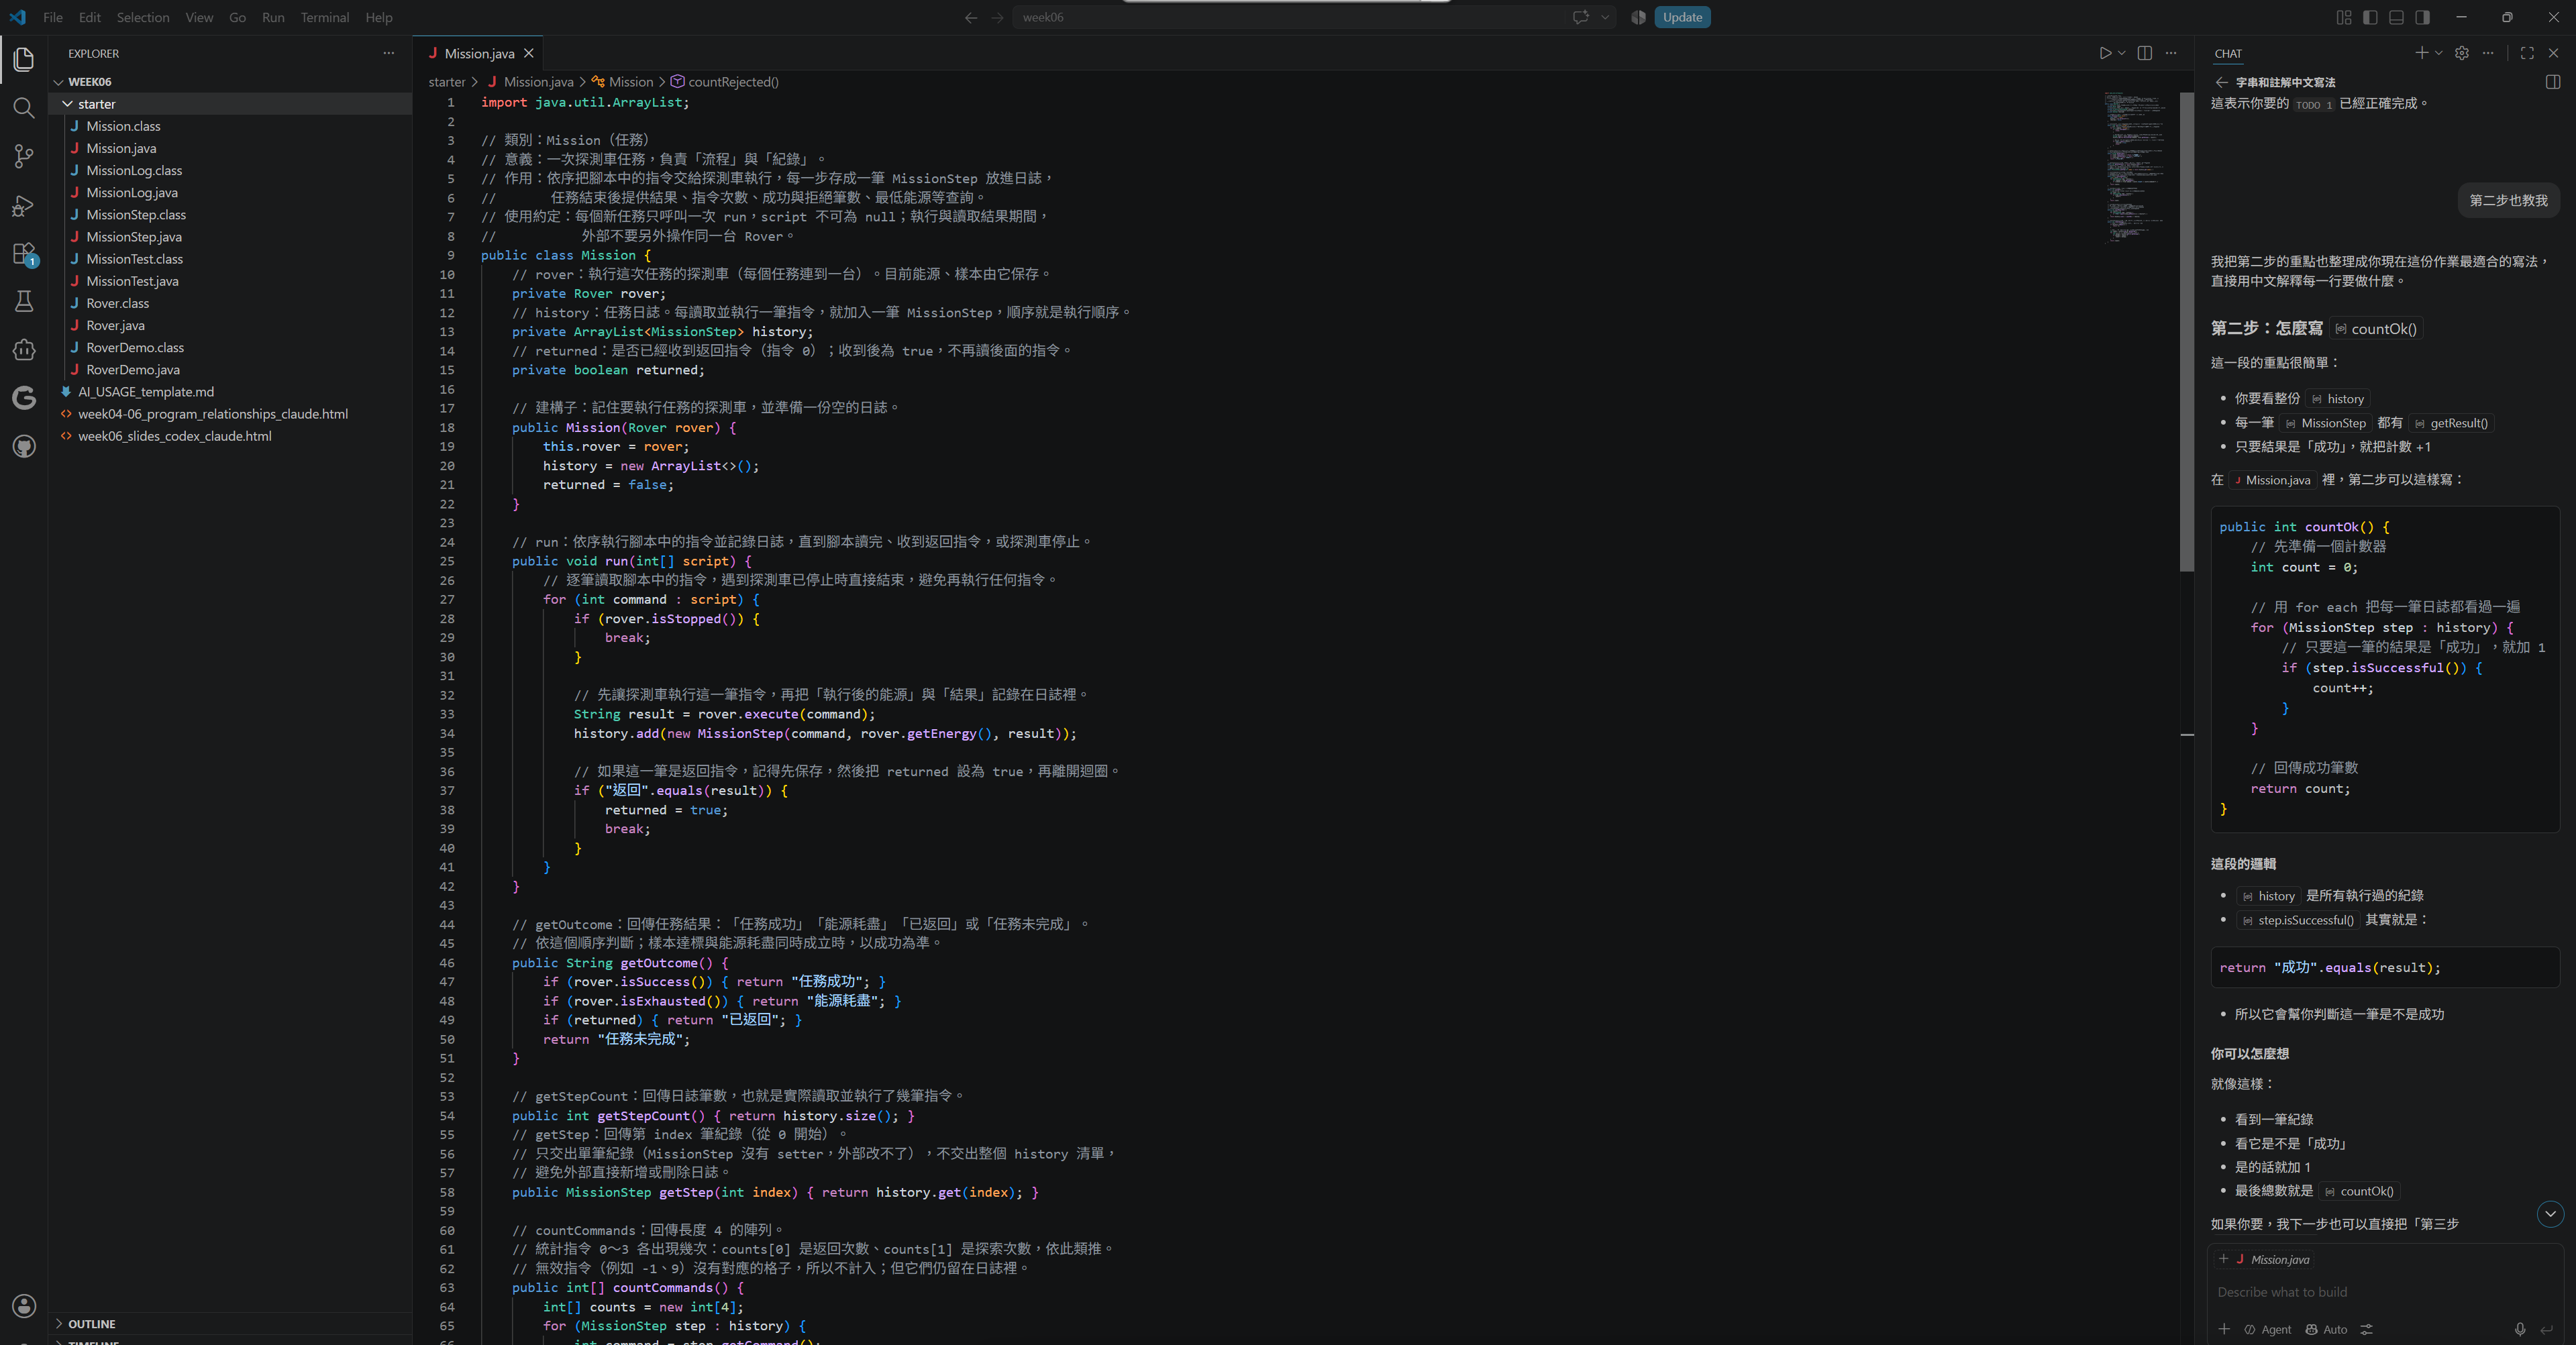 File Edit Selection View Go Run Terminal Help
week06
Update
EXPLORER
WEEK06
starter
Mission.class
Mission.java
MissionLog.class
MissionLog.java
MissionStep.class
MissionStep.java
MissionTest.class
MissionTest.java
Rover.class
Rover.java
RoverDemo.class
RoverDemo.java
AI_USAGE_template.md
week04-06_program_relationships_claude.html
week06_slides_codex_claude.html
OUTLINE
1
Mission.java
starter > Mission.java > Mission > countRejected()
1 import java.util.ArrayList;
2
3 // 類別：Mission（任務）
4 // 意義：一次探測車任務，負責「流程」與「紀錄」。
5 // 作用：依序把腳本中的指令交給探測車執行，每一步存成一筆 MissionStep 放進日誌，
6 //       任務結束後提供結果、指令次數、成功與拒絕筆數、最低能源等查詢。
7 // 使用約定：每個新任務只呼叫一次 run，script 不可為 null；執行與讀取結果期間，
8 //           外部不要另外操作同一台 Rover。
9 public class Mission {
10     // rover：執行這次任務的探測車（每個任務連到一台）。目前能源、樣本由它保存。
11     private Rover rover;
12     // history：任務日誌。每讀取並執行一筆指令，就加入一筆 MissionStep，順序就是執行順序。
13     private ArrayList<MissionStep> history;
14     // returned：是否已經收到返回指令（指令 0）；收到後為 true，不再讀後面的指令。
15     private boolean returned;
16
17     // 建構子：記住要執行任務的探測車，並準備一份空的日誌。
18     public Mission(Rover rover) {
19         this.rover = rover;
20         history = new ArrayList<>();
21         returned = false;
22     }
23
24     // run：依序執行腳本中的指令並記錄日誌，直到腳本讀完、收到返回指令，或探測車停止。
25     public void run(int[] script) {
26         // 逐筆讀取腳本中的指令，遇到探測車已停止時直接結束，避免再執行任何指令。
27         for (int command : script) {
28             if (rover.isStopped()) {
29                 break;
30             }
31
32             // 先讓探測車執行這一筆指令，再把「執行後的能源」與「結果」記錄在日誌裡。
33             String result = rover.execute(command);
34             history.add(new MissionStep(command, rover.getEnergy(), result));
35
36             // 如果這一筆是返回指令，記得先保存，然後把 returned 設為 true，再離開迴圈。
37             if ("返回".equals(result)) {
38                 returned = true;
39                 break;
40             }
41         }
42     }
43
44     // getOutcome：回傳任務結果：「任務成功」「能源耗盡」「已返回」或「任務未完成」。
45     // 依這個順序判斷；樣本達標與能源耗盡同時成立時，以成功為準。
46     public String getOutcome() {
47         if (rover.isSuccess()) { return "任務成功"; }
48         if (rover.isExhausted()) { return "能源耗盡"; }
49         if (returned) { return "已返回"; }
50         return "任務未完成";
51     }
52
53     // getStepCount：回傳日誌筆數，也就是實際讀取並執行了幾筆指令。
54     public int getStepCount() { return history.size(); }
55     // getStep：回傳第 index 筆紀錄（從 0 開始）。
56     // 只交出單筆紀錄（MissionStep 沒有 setter，外部改不了），不交出整個 history 清單，
57     // 避免外部直接新增或刪除日誌。
58     public MissionStep getStep(int index) { return history.get(index); }
59
60     // countCommands：回傳長度 4 的陣列。
61     // 統計指令 0～3 各出現幾次：counts[0] 是返回次數、counts[1] 是探索次數，依此類推。
62     // 無效指令（例如 -1、9）沒有對應的格子，所以不計入；但它們仍留在日誌裡。
63     public int[] countCommands() {
64         int[] counts = new int[4];
65         for (MissionStep step : history) {
CHAT
字串和註解中文寫法
這表示你要的 TODO 1 已經正確完成。
第二步也教我
我把第二步的重點也整理成你現在這份作業最適合的寫法，
直接用中文解釋每一行要做什麼。
第二步：怎麼寫 countOk()
這一段的重點很簡單：
• 你要看整份 history
• 每一筆 MissionStep 都有 getResult()
• 只要結果是「成功」，就把計數 +1
在 Mission.java 裡，第二步可以這樣寫：
public int countOk() {
    // 先準備一個計數器
    int count = 0;

    // 用 for each 把每一筆日誌都看過一遍
    for (MissionStep step : history) {
        // 只要這一筆的結果是「成功」，就加 1
        if (step.isSuccessful()) {
            count++;
        }
    }

    // 回傳成功筆數
    return count;
}
這段的邏輯
• history 是所有執行過的紀錄
• step.isSuccessful() 其實就是：
return "成功".equals(result);
• 所以它會幫你判斷這一筆是不是成功
你可以怎麼想
就像這樣：
• 看到一筆紀錄
• 看它是不是「成功」
• 是的話就加 1
• 最後總數就是 countOk()
如果你要，我下一步也可以直接把「第三步
Mission.java
Describe what to build
Agent Auto